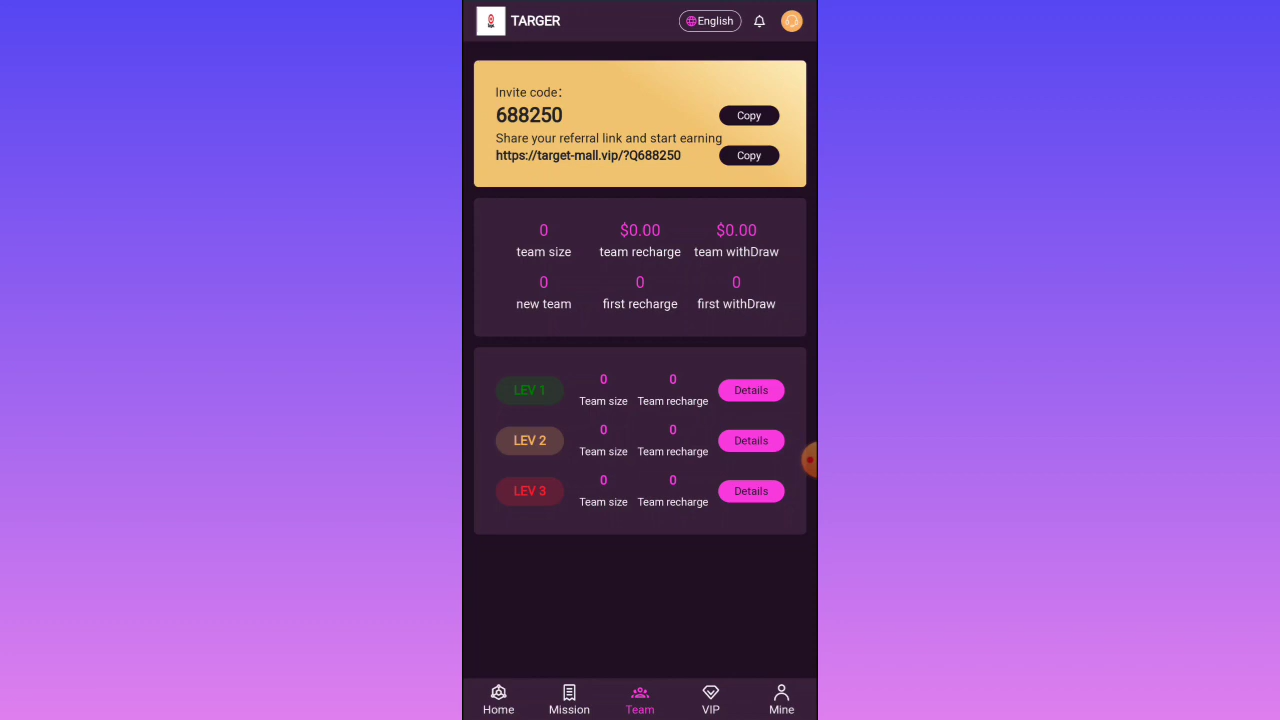 TARGER
English
Invite code：
688250
Copy
Share your referral link and start earning
https://target-mall.vip/?Q688250
Copy
0 $0.00 $0.00
team size team recharge team withDraw
0 0 0
new team first recharge first withDraw
LEV 1 0 0 Details
Team size Team recharge
LEV 2 0 0 Details
Team size Team recharge
LEV 3 0 0 Details
Team size Team recharge
Home Mission Team VIP Mine